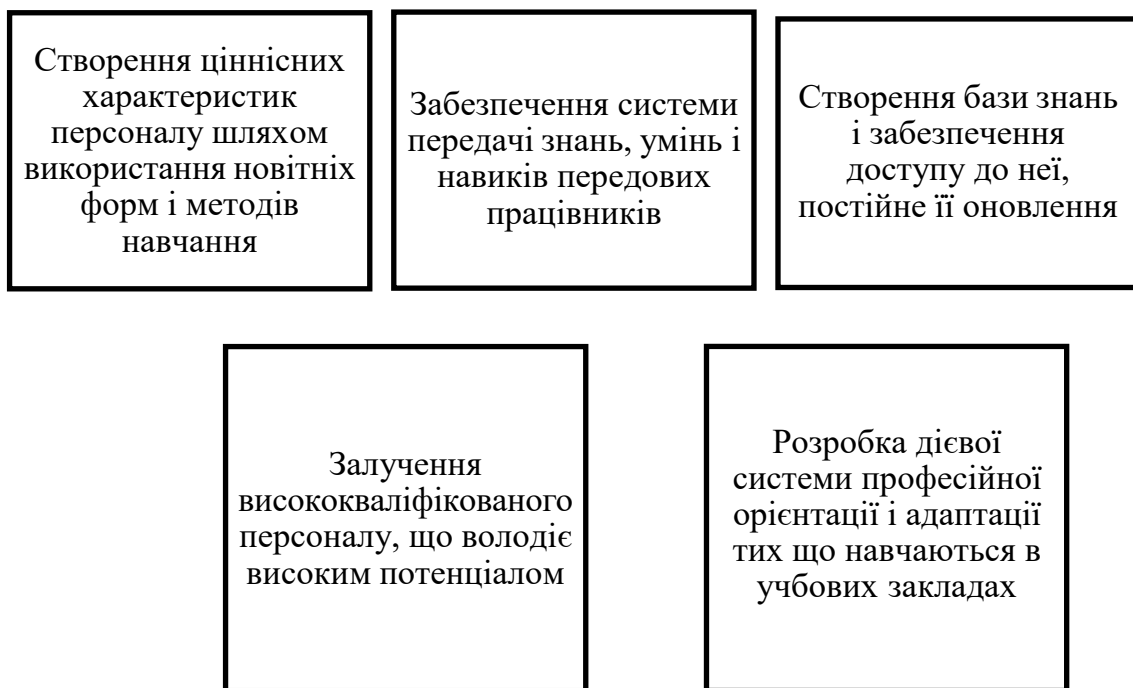 Створення ціннісних
характеристик
персоналу шляхом
використання новітніх
форм і методів
навчання
Забезпечення системи
передачі знань, умінь і
навиків передових
працівників
Створення бази знань
і забезпечення
доступу до неї,
постійне її оновлення
Залучення
висококваліфікованого
персоналу, що володіє
високим потенціалом
Розробка дієвої
системи професійної
орієнтації і адаптації
тих що навчаються в
учбових закладах